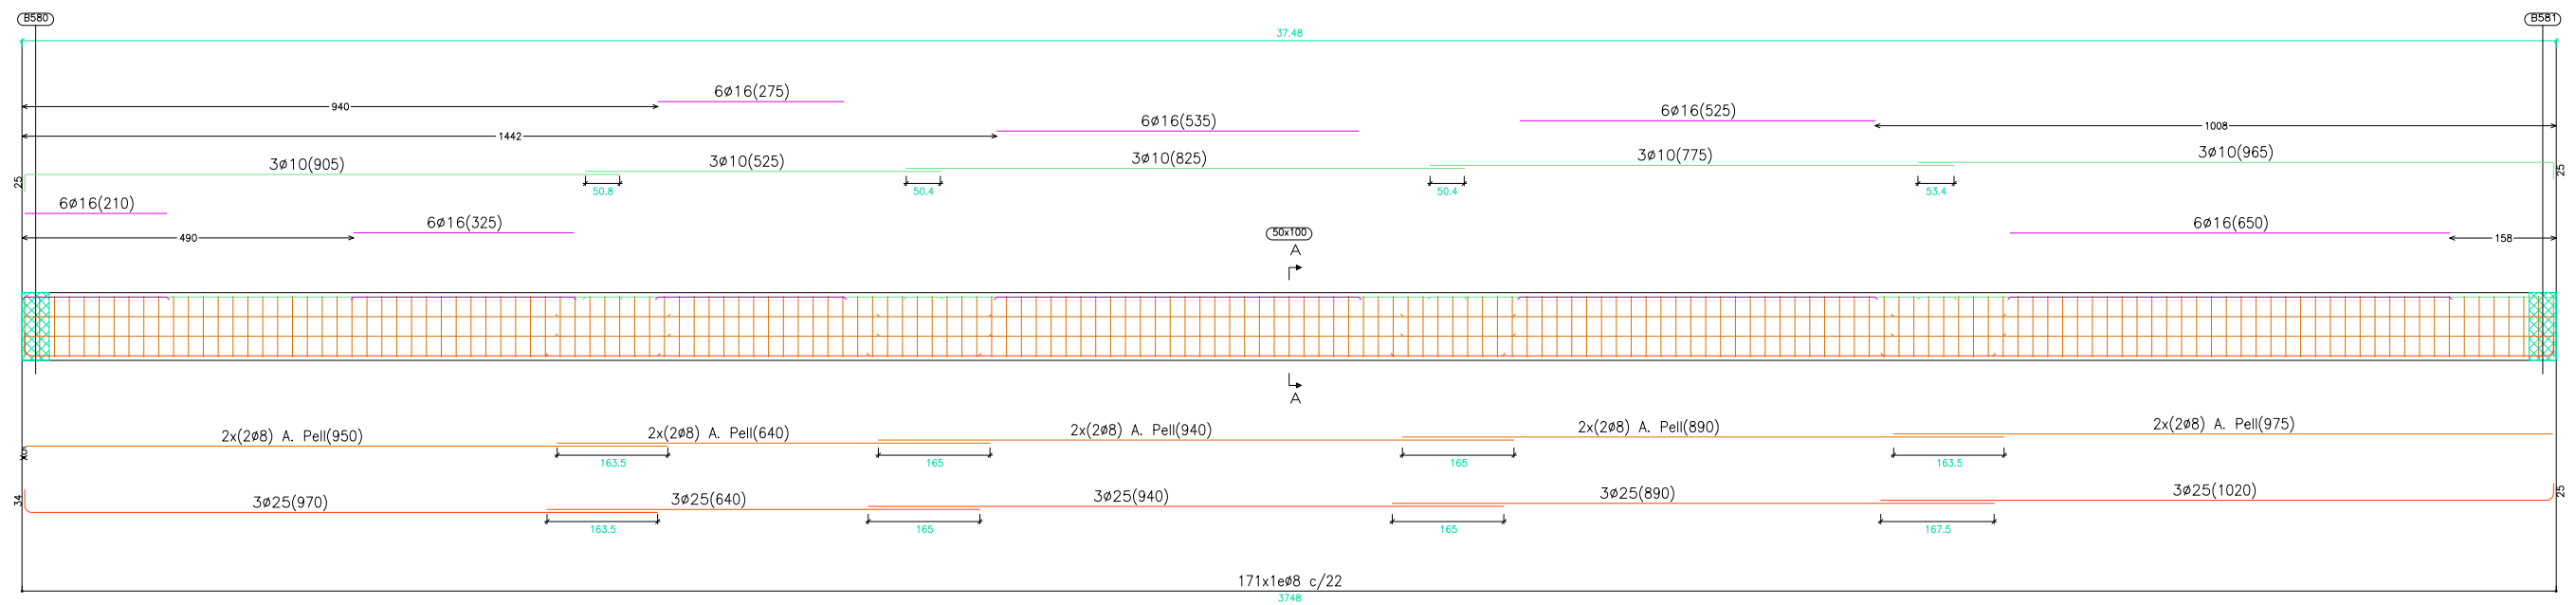 B580
B581
37.48
6ø16(275)
940
6ø16(525)
6ø16(535)
1008
1442
3ø10(905)
3ø10(525)
3ø10(825)
3ø10(775)
3ø10(965)
25
50.8
50.4
50.4
53.4
25
6ø16(210)
6ø16(325)
6ø16(650)
490
50x100
158
A
A
2x(2ø8) A. Pell(950)
2x(2ø8) A. Pell(640)
2x(2ø8) A. Pell(940)
2x(2ø8) A. Pell(890)
2x(2ø8) A. Pell(975)
163.5
165
165
163.5
34
3ø25(970)
3ø25(640)
3ø25(940)
3ø25(890)
3ø25(1020)
25
163.5
165
165
167.5
171x1eø8 c/22
3748